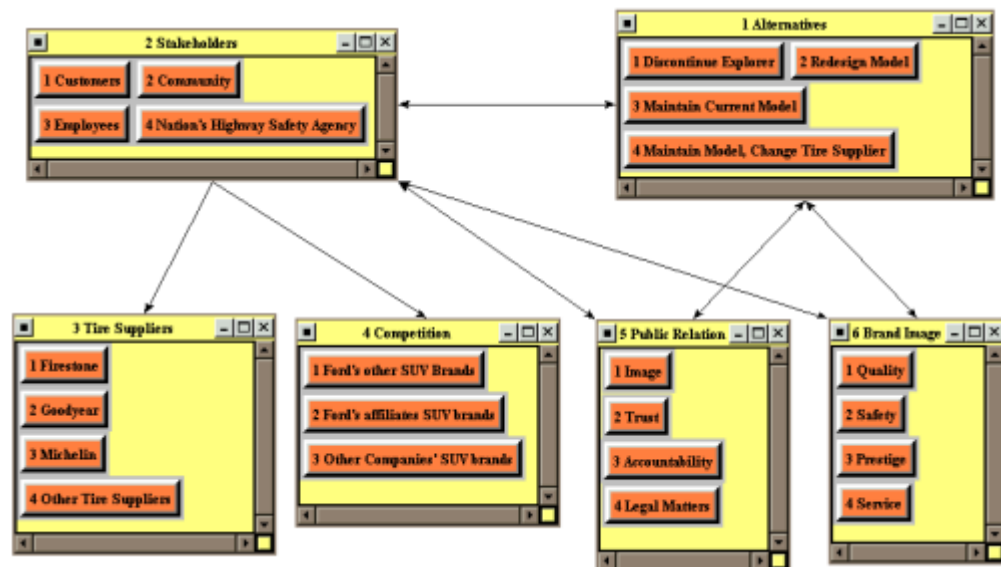 2 Stakeholders
1 Customers
2 Community
3 Employees
4 Nation's Highway Safety Agency
1 Alternatives
1 Discontinue Explorer
2 Redesign Model
3 Maintain Current Model
4 Maintain Model, Change Tire Supplier
3 Tire Suppliers
1 Firestone
2 Goodyear
3 Michelin
4 Other Tire Suppliers
4 Competition
1 Ford's other SUV Brands
2 Ford's affiliates SUV brands
3 Other Companies' SUV brands
5 Public Relation
1 Image
2 Trust
3 Accountability
4 Legal Matters
6 Brand Image
1 Quality
2 Safety
3 Prestige
4 Service